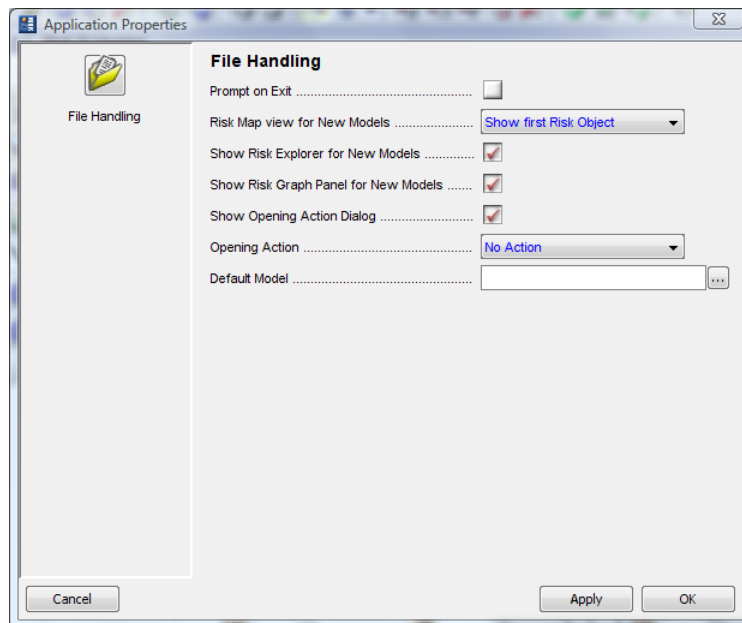 Application Properties
File Handling
File Handling
Prompt on Exit ................................................
Risk Map view for New Models ......................
Show first Risk Object
Show Risk Explorer for New Models .............
Show Risk Graph Panel for New Models .......
Show Opening Action Dialog .........................
Opening Action ..............................................
No Action
Default Model .................................................
...
Cancel
Apply
OK